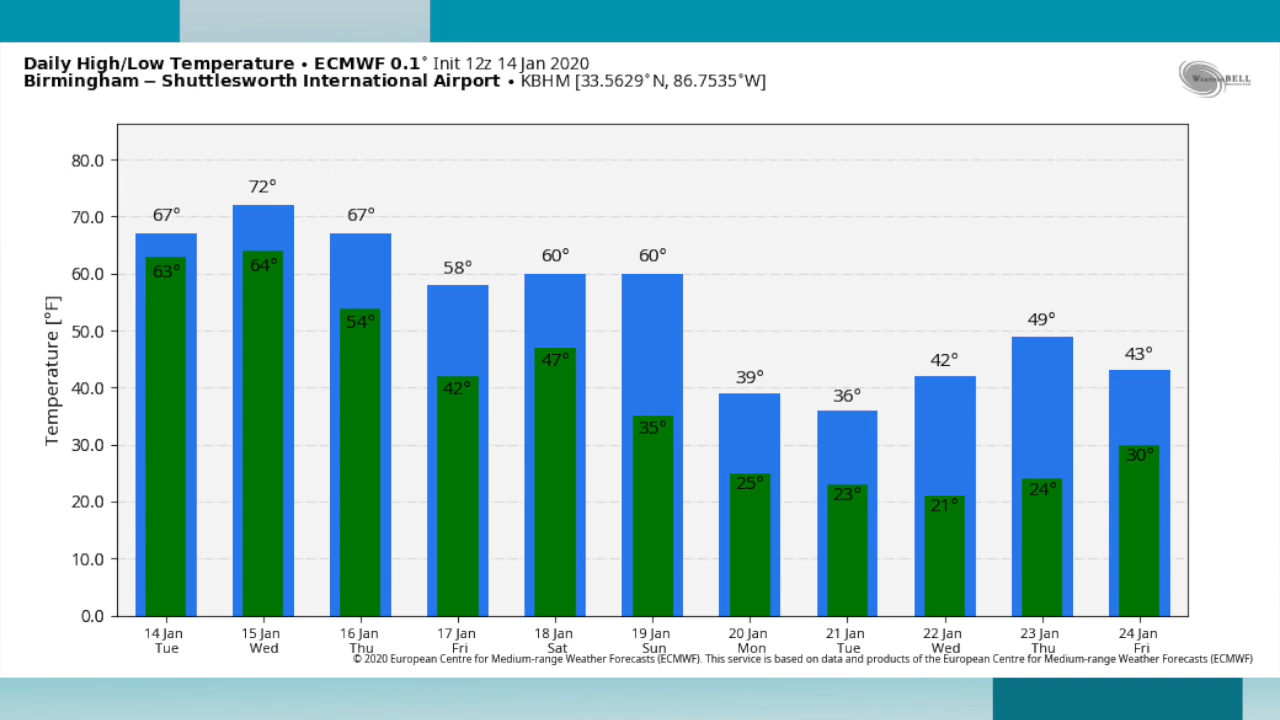 Daily High/Low Temperature • ECMWF 0.1° Init 12z 14 Jan 2020
Birmingham – Shuttlesworth International Airport • KBHM [33.5629°N, 86.7535°W]
WeatherBELL
Temperature [°F]
80.0
70.0
60.0
50.0
40.0
30.0
20.0
10.0
0.0
67° 72° 67° 58° 60° 60° 39° 36° 42° 49° 43°
63° 64° 54° 42° 47° 35° 25° 23° 21° 24° 30°
14 Jan 15 Jan 16 Jan 17 Jan 18 Jan 19 Jan 20 Jan 21 Jan 22 Jan 23 Jan 24 Jan
Tue Wed Thu Fri Sat Sun Mon Tue Wed Thu Fri
© 2020 European Centre for Medium-range Weather Forecasts (ECMWF). This service is based on data and products of the European Centre for Medium-range Weather Forecasts (ECMWF)